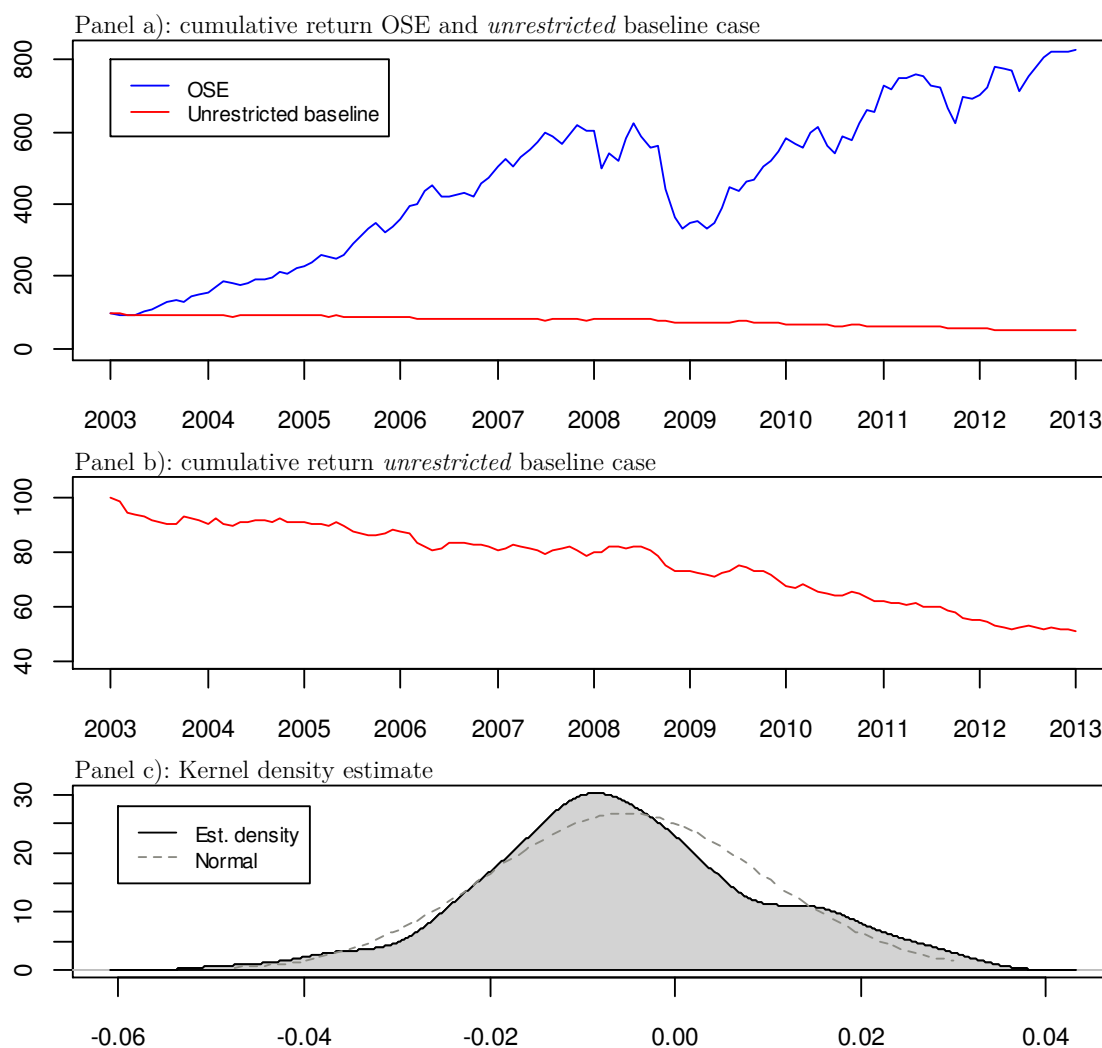 Panel a): cumulative return OSE and unrestricted baseline case
800
600
400
200
0
OSE
Unrestricted baseline
2003 2004 2005 2006 2007 2008 2009 2010 2011 2012 2013
Panel b): cumulative return unrestricted baseline case
100
80
60
40
2003 2004 2005 2006 2007 2008 2009 2010 2011 2012 2013
Panel c): Kernel density estimate
30
20
10
0
Est. density
Normal
-0.06 -0.04 -0.02 0.00 0.02 0.04